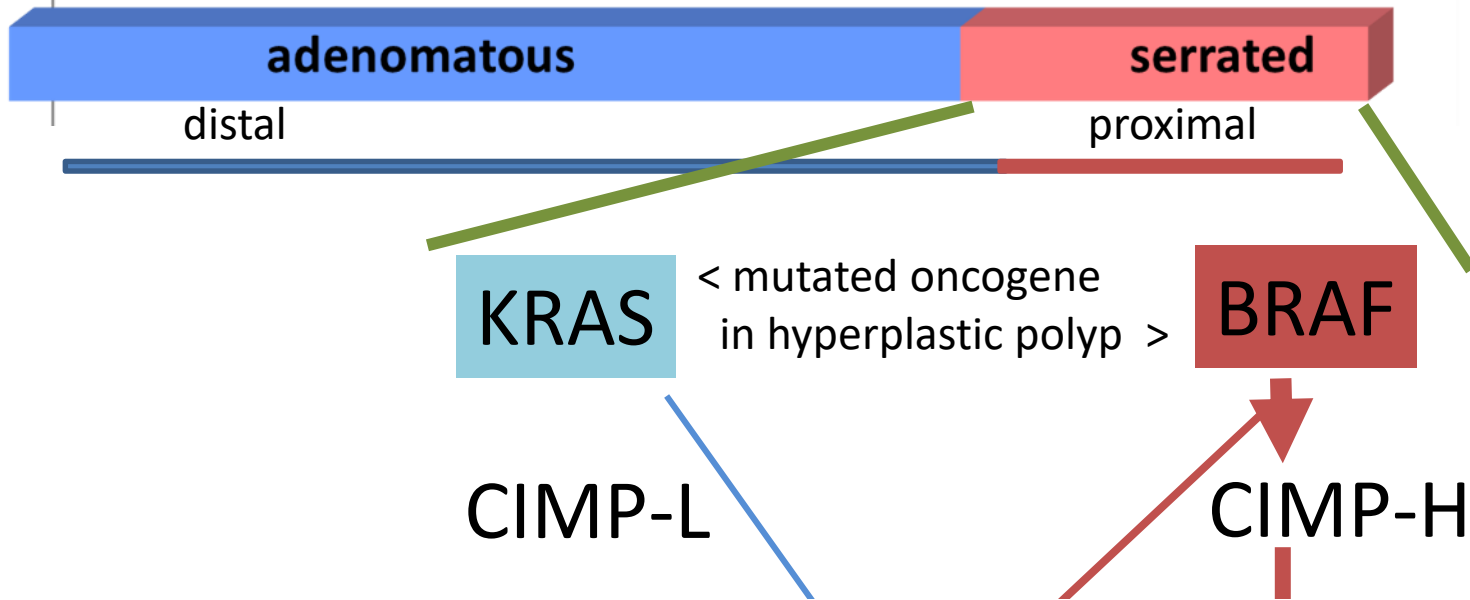 adenomatous serrated
distal proximal
KRAS < mutated oncogene BRAF
in hyperplastic polyp >
CIMP-L CIMP-H